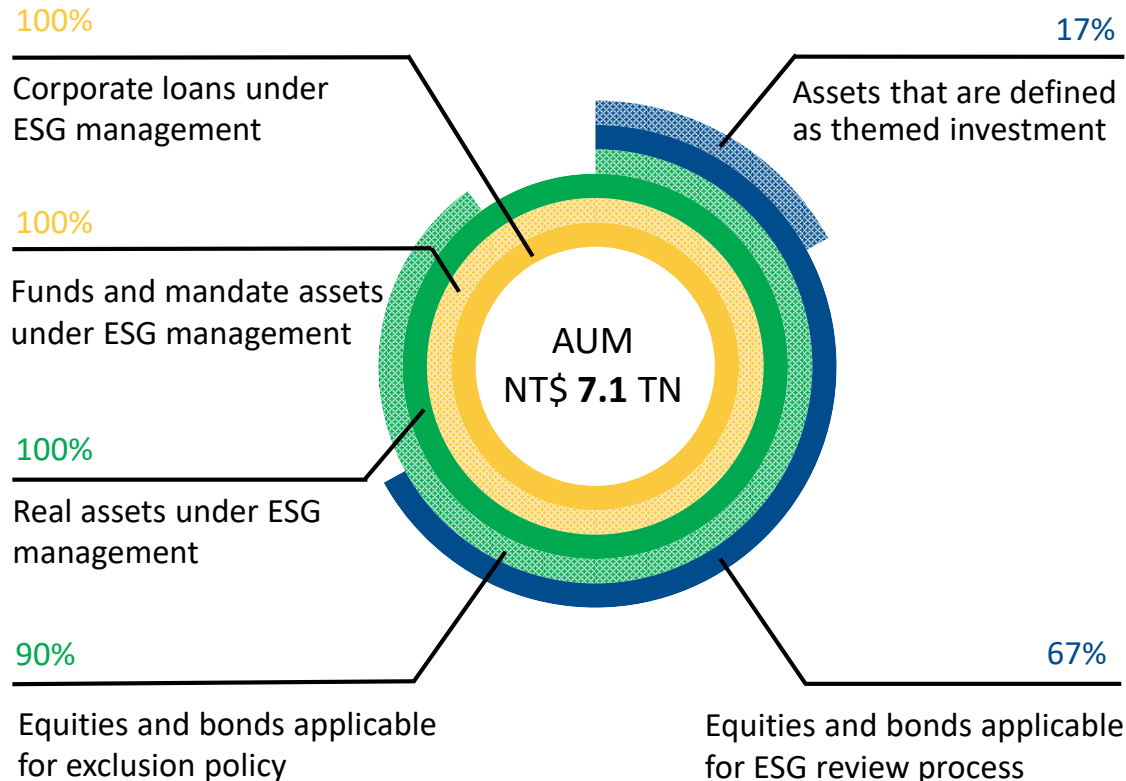 100%
Corporate loans under
ESG management
100%
Funds and mandate assets
under ESG management
100%
Real assets under ESG
management
90%
Equities and bonds applicable
for exclusion policy
AUM
NT$ 7.1 TN
17%
Assets that are defined
as themed investment
67%
Equities and bonds applicable
for ESG review process